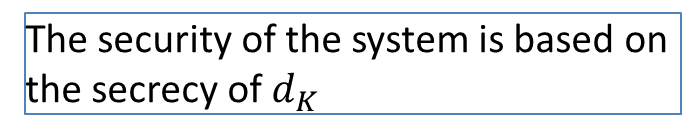 The security of the system is based on
the secrecy of $d_K$